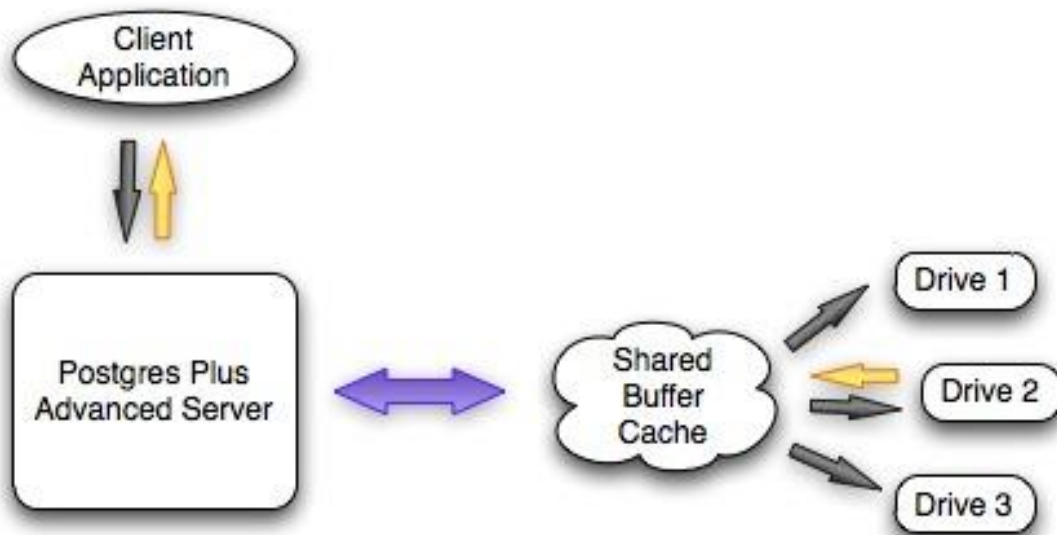 Client
Application
Postgres Plus
Advanced Server
Shared
Buffer
Cache
Drive 1
Drive 2
Drive 3